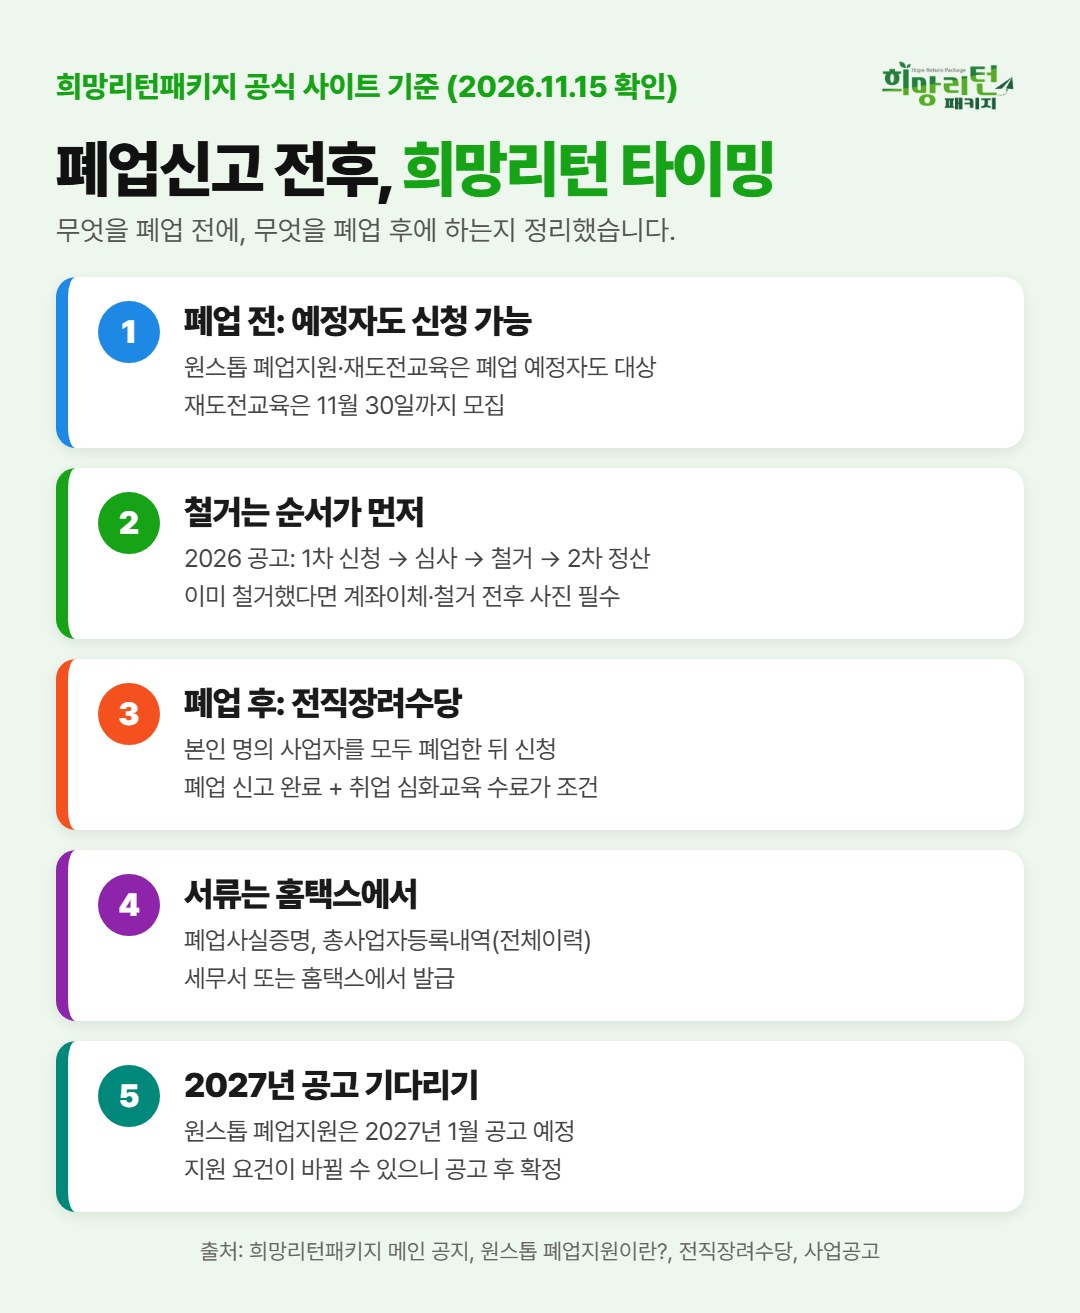 희망리턴패키지 공식 사이트 기준 (2026.11.15 확인)
Hope Return Package
희망리턴
패키지
폐업신고 전후, 희망리턴 타이밍
무엇을 폐업 전에, 무엇을 폐업 후에 하는지 정리했습니다.
1
폐업 전: 예정자도 신청 가능
원스톱 폐업지원·재도전교육은 폐업 예정자도 대상
재도전교육은 11월 30일까지 모집
2
철거는 순서가 먼저
2026 공고: 1차 신청 → 심사 → 철거 → 2차 정산
이미 철거했다면 계좌이체·철거 전후 사진 필수
3
폐업 후: 전직장려수당
본인 명의 사업자를 모두 폐업한 뒤 신청
폐업 신고 완료 + 취업 심화교육 수료가 조건
4
서류는 홈택스에서
폐업사실증명, 총사업자등록내역(전체이력)
세무서 또는 홈택스에서 발급
5
2027년 공고 기다리기
원스톱 폐업지원은 2027년 1월 공고 예정
지원 요건이 바뀔 수 있으니 공고 후 확정
출처: 희망리턴패키지 메인 공지, 원스톱 폐업지원이란?, 전직장려수당, 사업공고